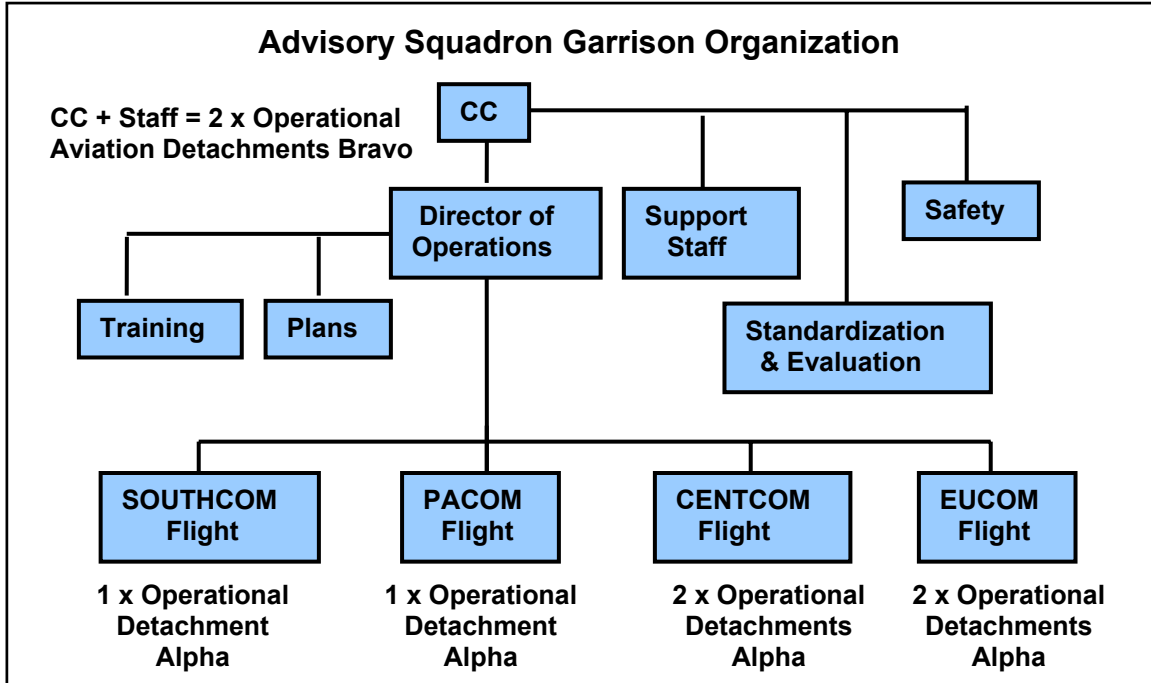 Advisory Squadron Garrison Organization
CC
CC + Staff = 2 x Operational
Aviation Detachments Bravo
Director of
Operations
Support
Staff
Safety
Training
Plans
Standardization
& Evaluation
SOUTHCOM
Flight
PACOM
Flight
CENTCOM
Flight
EUCOM
Flight
1 x Operational
Detachment
Alpha
1 x Operational
Detachment
Alpha
2 x Operational
Detachments
Alpha
2 x Operational
Detachments
Alpha